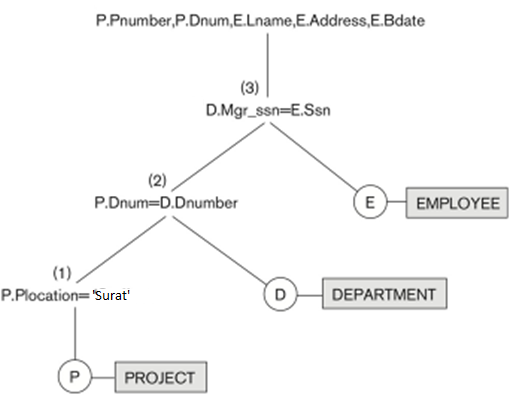 P.Pnumber,P.Dnum,E.Lname,E.Address,E.Bdate
(3)
D.Mgr_ssn=E.Ssn
(2)
P.Dnum=D.Dnumber
E
EMPLOYEE
(1)
P.Plocation= "Surat'
D
DEPARTMENT
P
PROJECT